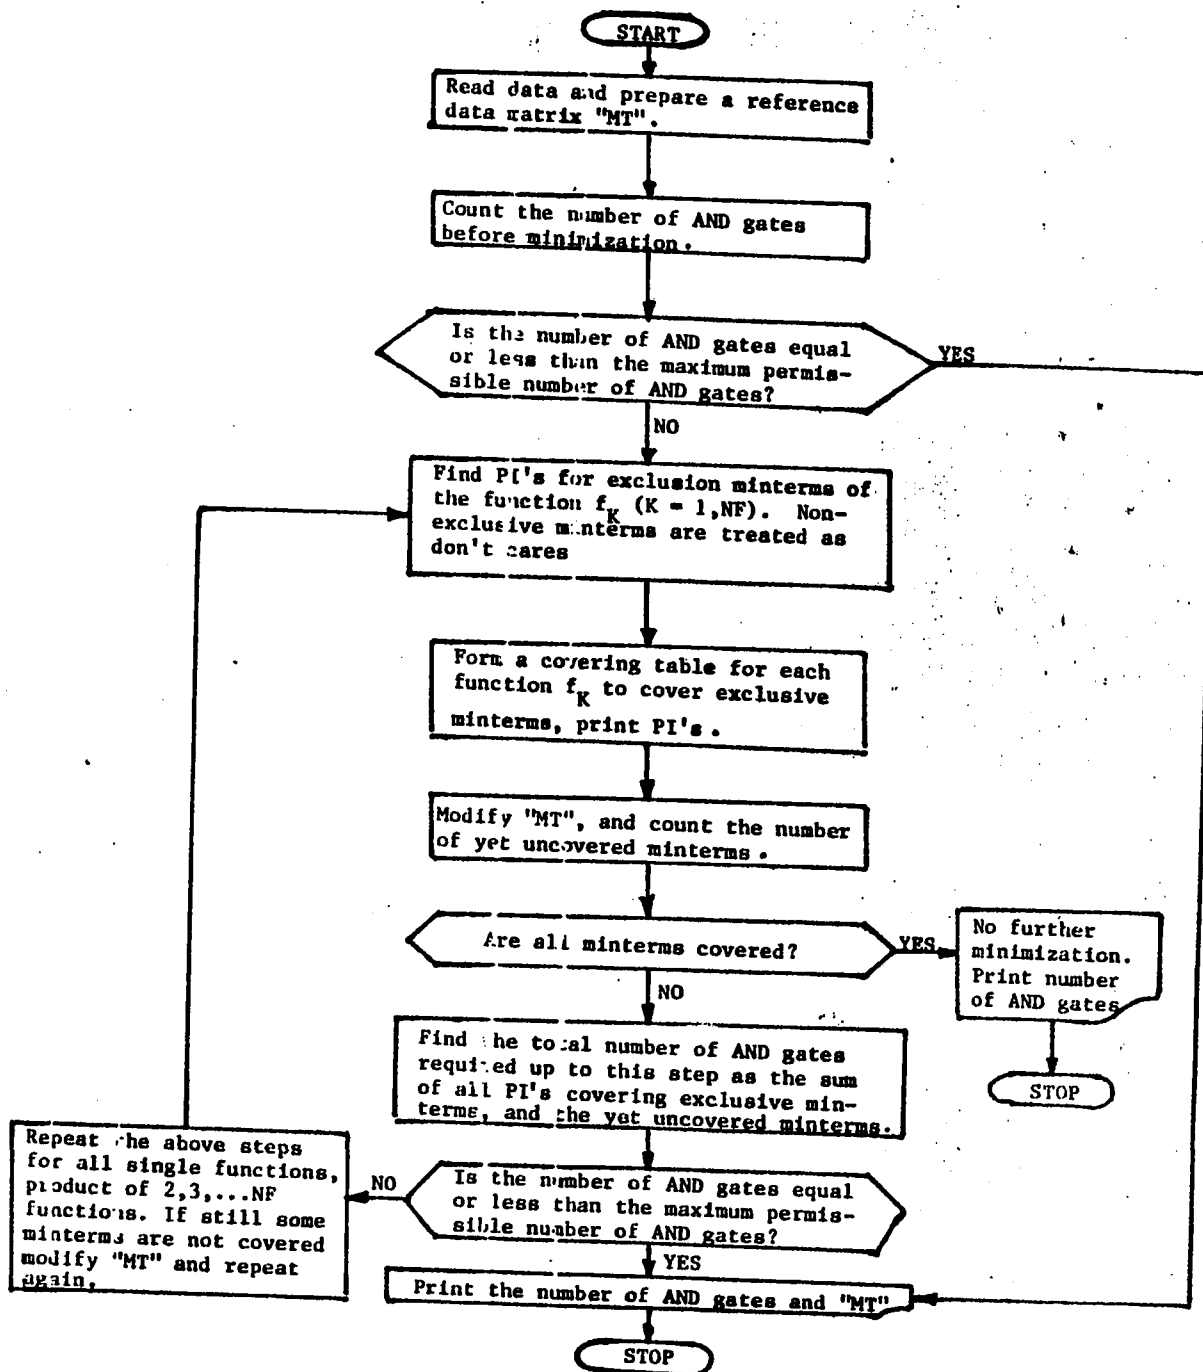 START
Read data and prepare a reference
data matrix "MT".
Count the number of AND gates
before minimization.
Is the number of AND gates equal
or less than the maximum permis-
sible number of AND gates?
YES
NO
Find PI's for exclusion minterms of
the function f_K (K = 1,NF). Non-
exclusive minterms are treated as
don't cares
Form a covering table for each
function f_K to cover exclusive
minterms, print PI's.
Modify "MT", and count the number
of yet uncovered minterms.
Are all minterms covered?
YES
No further
minimization.
Print number
of AND gates
STOP
NO
Find the total number of AND gates
required up to this step as the sum
of all PI's covering exclusive min-
terms, and the yet uncovered minterms.
Is the number of AND gates equal
or less than the maximum permis-
sible number of AND gates?
NO
Repeat the above steps
for all single functions,
product of 2,3,...NF
functions. If still some
minterms are not covered
modify "MT" and repeat
again.
YES
Print the number of AND gates and "MT"
STOP